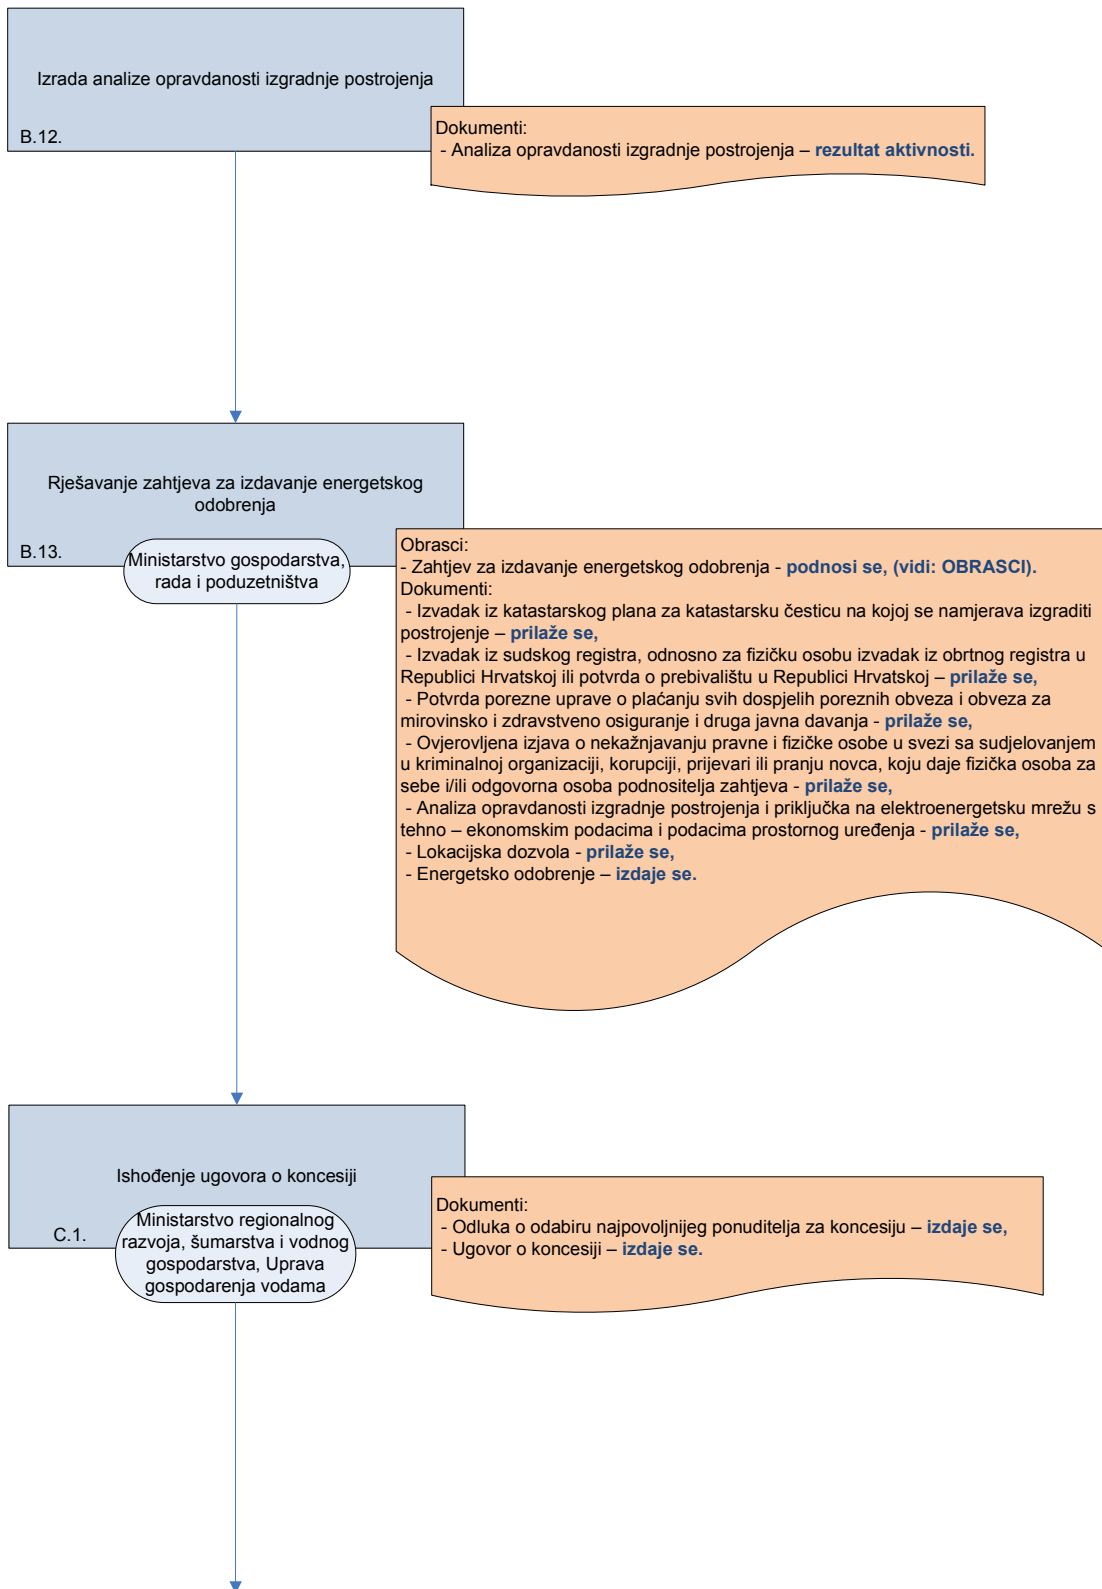 Izrada analize opravdanosti izgradnje postrojenja
B.12.
Dokumenti:
- Analiza opravdanosti izgradnje postrojenja – rezultat aktivnosti.
Rješavanje zahtjeva za izdavanje energetskog
odobrenja
B.13.
Ministarstvo gospodarstva,
rada i poduzetništva
Obrasci:
- Zahtjev za izdavanje energetskog odobrenja - podnosi se, (vidi: OBRASCI).
Dokumenti:
- Izvadak iz katastarskog plana za katastarsku česticu na kojoj se namjerava izgraditi
postrojenje – prilaže se,
- Izvadak iz sudskog registra, odnosno za fizičku osobu izvadak iz obrtnog registra u
Republici Hrvatskoj ili potvrda o prebivalištu u Republici Hrvatskoj – prilaže se,
- Potvrda porezne uprave o plaćanju svih dospjelih poreznih obveza i obveza za
mirovinsko i zdravstveno osiguranje i druga javna davanja - prilaže se,
- Ovjerovljena izjava o nekažnjavanju pravne i fizičke osobe u svezi sa sudjelovanjem
u kriminalnoj organizaciji, korupciji, prijevari ili pranju novca, koju daje fizička osoba za
sebe i/ili odgovorna osoba podnositelja zahtjeva - prilaže se,
- Analiza opravdanosti izgradnje postrojenja i priključka na elektroenergetsku mrežu s
tehno – ekonomskim podacima i podacima prostornog uređenja - prilaže se,
- Lokacijska dozvola - prilaže se,
- Energetsko odobrenje – izdaje se.
Ishođenje ugovora o koncesiji
C.1.
Ministarstvo regionalnog
razvoja, šumarstva i vodnog
gospodarstva, Uprava
gospodarenja vodama
Dokumenti:
- Odluka o odabiru najpovoljnijeg ponuditelja za koncesiju – izdaje se,
- Ugovor o koncesiji – izdaje se.